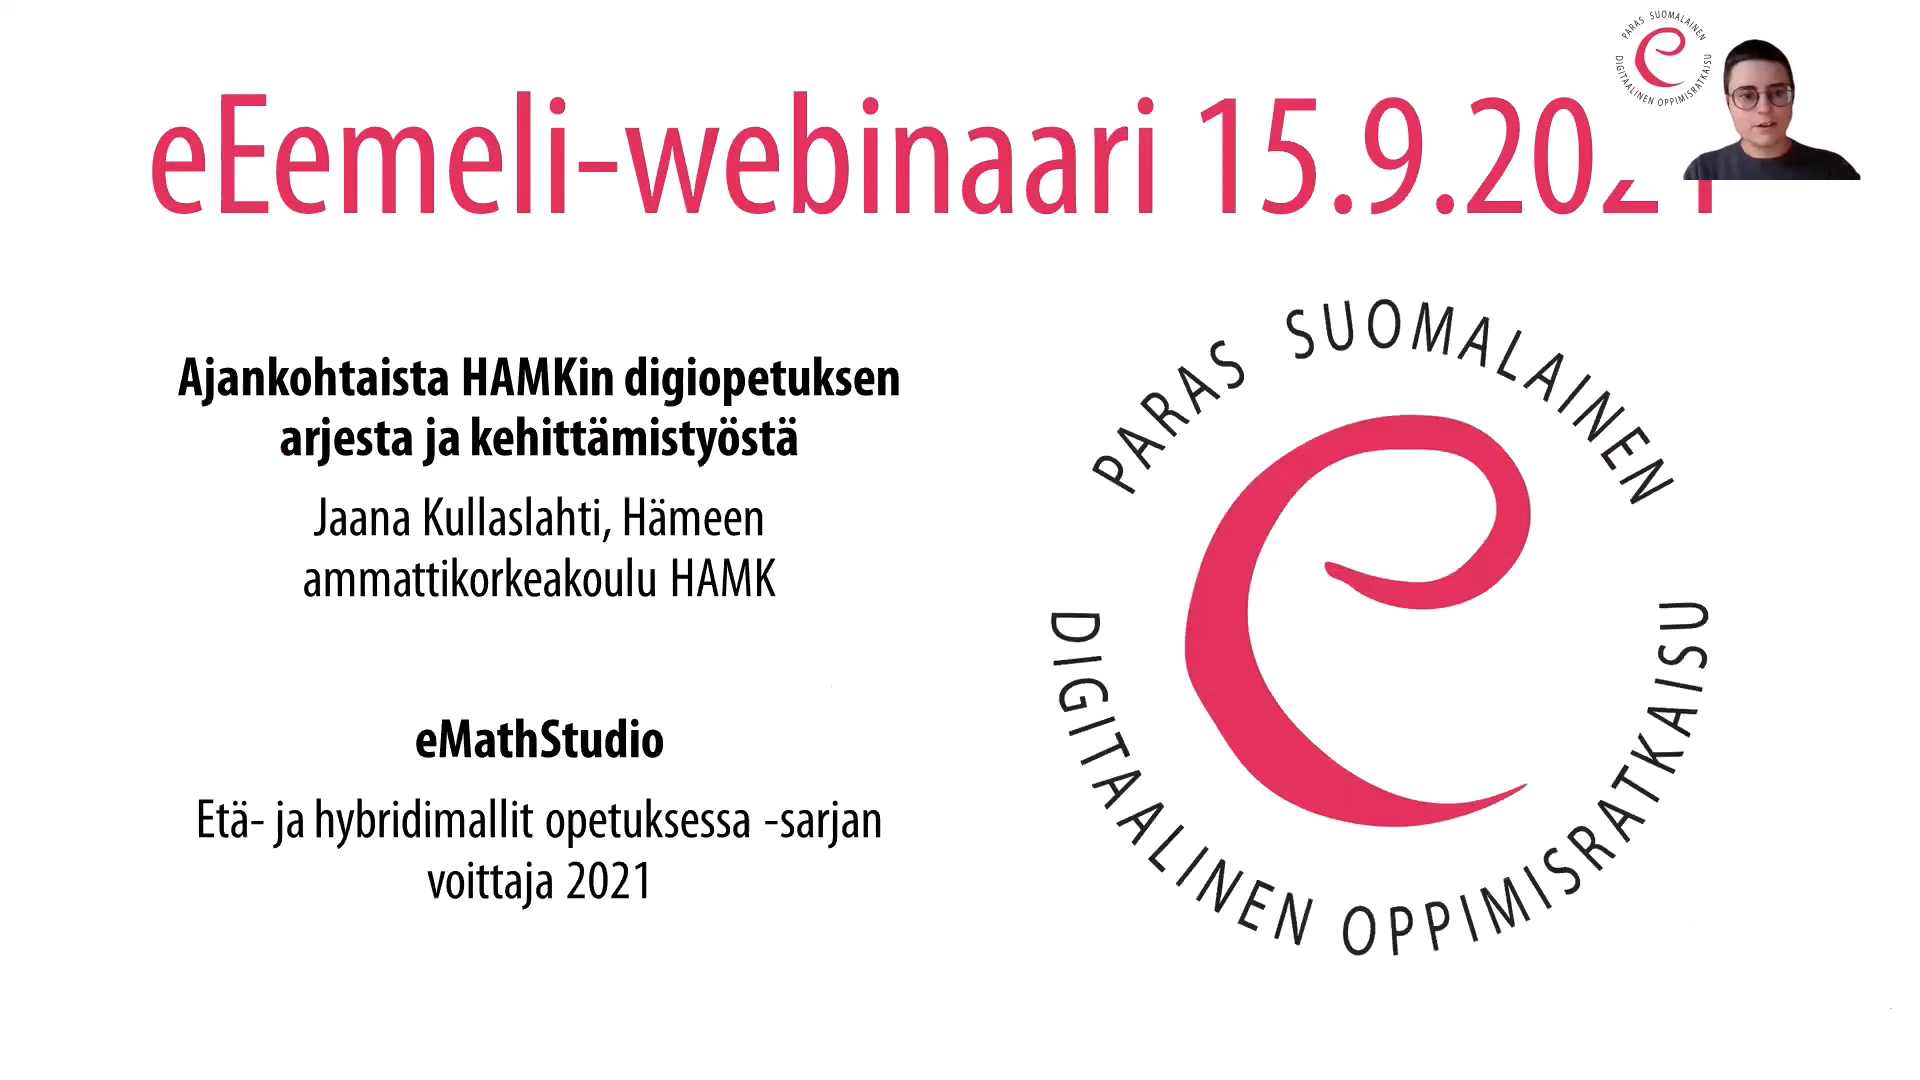 eEemeli-webinaari 15.9.2021
PARAS SUOMALAINEN
DIGITAALINEN OPPIMISRATKAISU
Ajankohtaista HAMKin digiopetuksen
arjesta ja kehittämistyöstä
Jaana Kullaslahti, Hämeen
ammattikorkeakoulu HAMK
eMathStudio
Etä- ja hybridimallit opetuksessa -sarjan
voittaja 2021
PARAS SUOMALAINEN
DIGITAALINEN OPPIMISRATKAISU